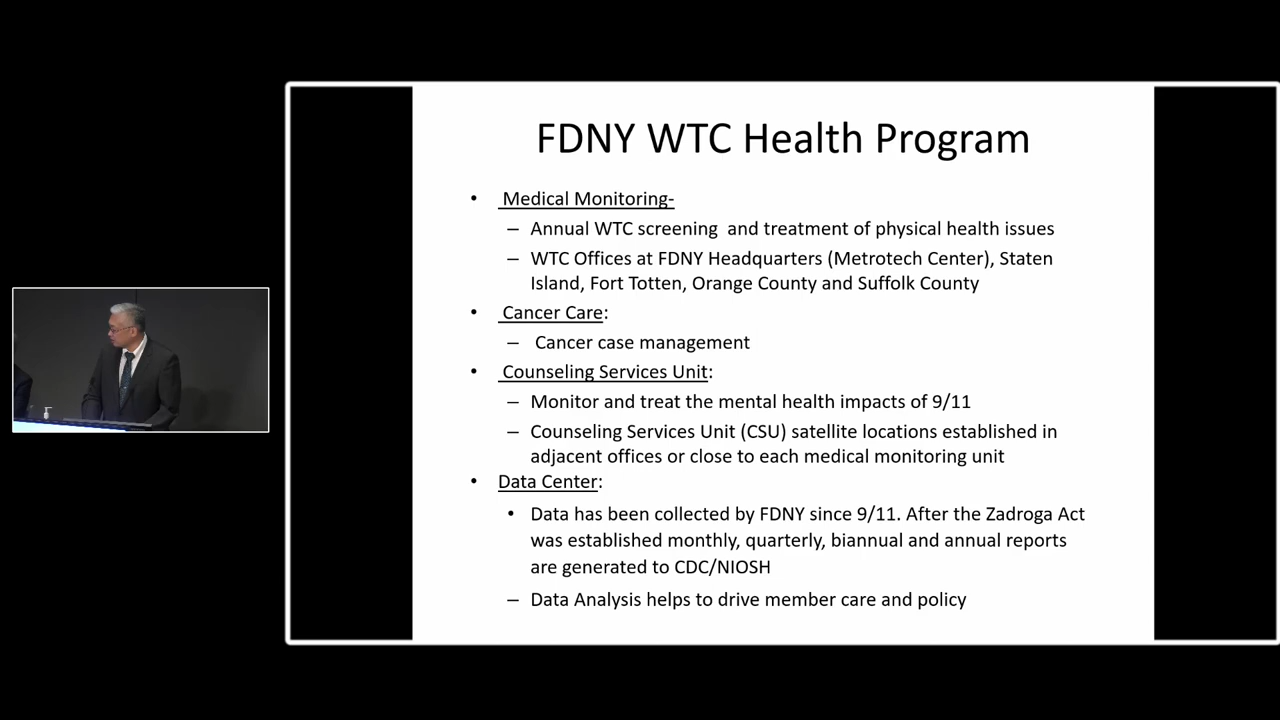 FDNY WTC Health Program
• Medical Monitoring-
– Annual WTC screening and treatment of physical health issues
– WTC Offices at FDNY Headquarters (Metrotech Center), Staten
Island, Fort Totten, Orange County and Suffolk County
• Cancer Care:
– Cancer case management
• Counseling Services Unit:
– Monitor and treat the mental health impacts of 9/11
– Counseling Services Unit (CSU) satellite locations established in
adjacent offices or close to each medical monitoring unit
• Data Center:
• Data has been collected by FDNY since 9/11. After the Zadroga Act
was established monthly, quarterly, biannual and annual reports
are generated to CDC/NIOSH
– Data Analysis helps to drive member care and policy